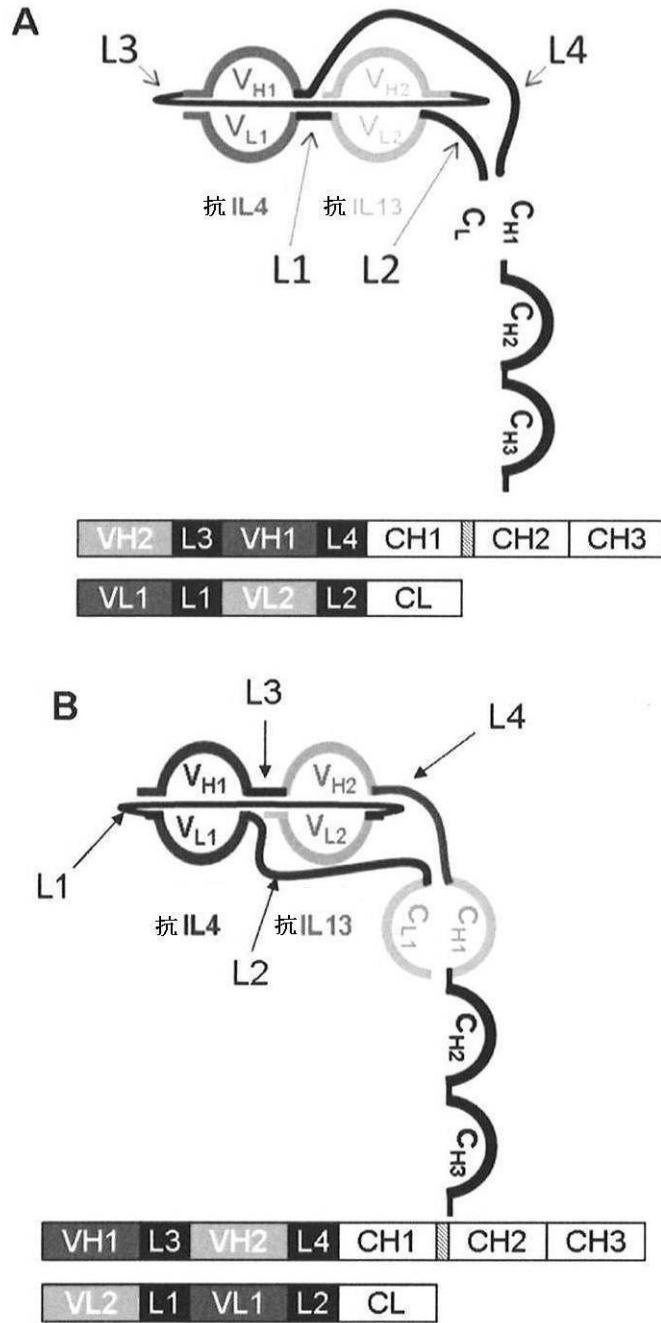 A
L3
L4
VH1 VH2
VL1 VL2
抗 IL4 抗 IL13
L1 L2
CL CH1
CH2
CH3
VH2 L3 VH1 L4 CH1 CH2 CH3
VL1 L1 VL2 L2 CL
B
L3
L4
VH1 VH2
VL1 VL2
L1
抗 IL4 抗 IL13
L2
CL1 CH1
CH2
CH3
VH1 L3 VH2 L4 CH1 CH2 CH3
VL2 L1 VL1 L2 CL